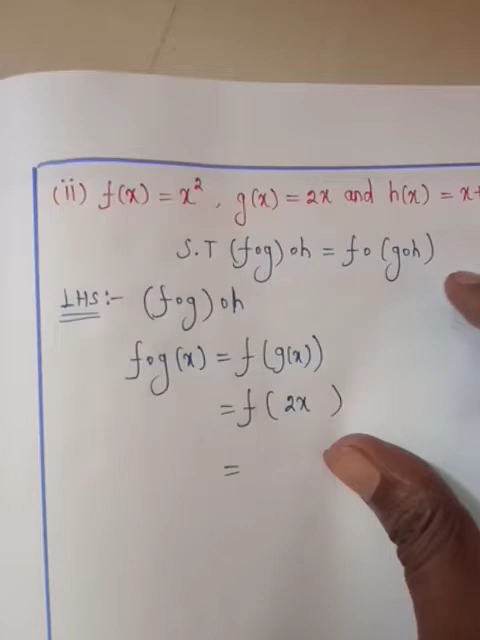 (ii) f(x) = x², g(x) = 2x and h(x) = x+
S.T (fog) oh = fo (goh)
LHS :- (fog) oh
fog(x) = f(g(x))
= f( 2x )
=